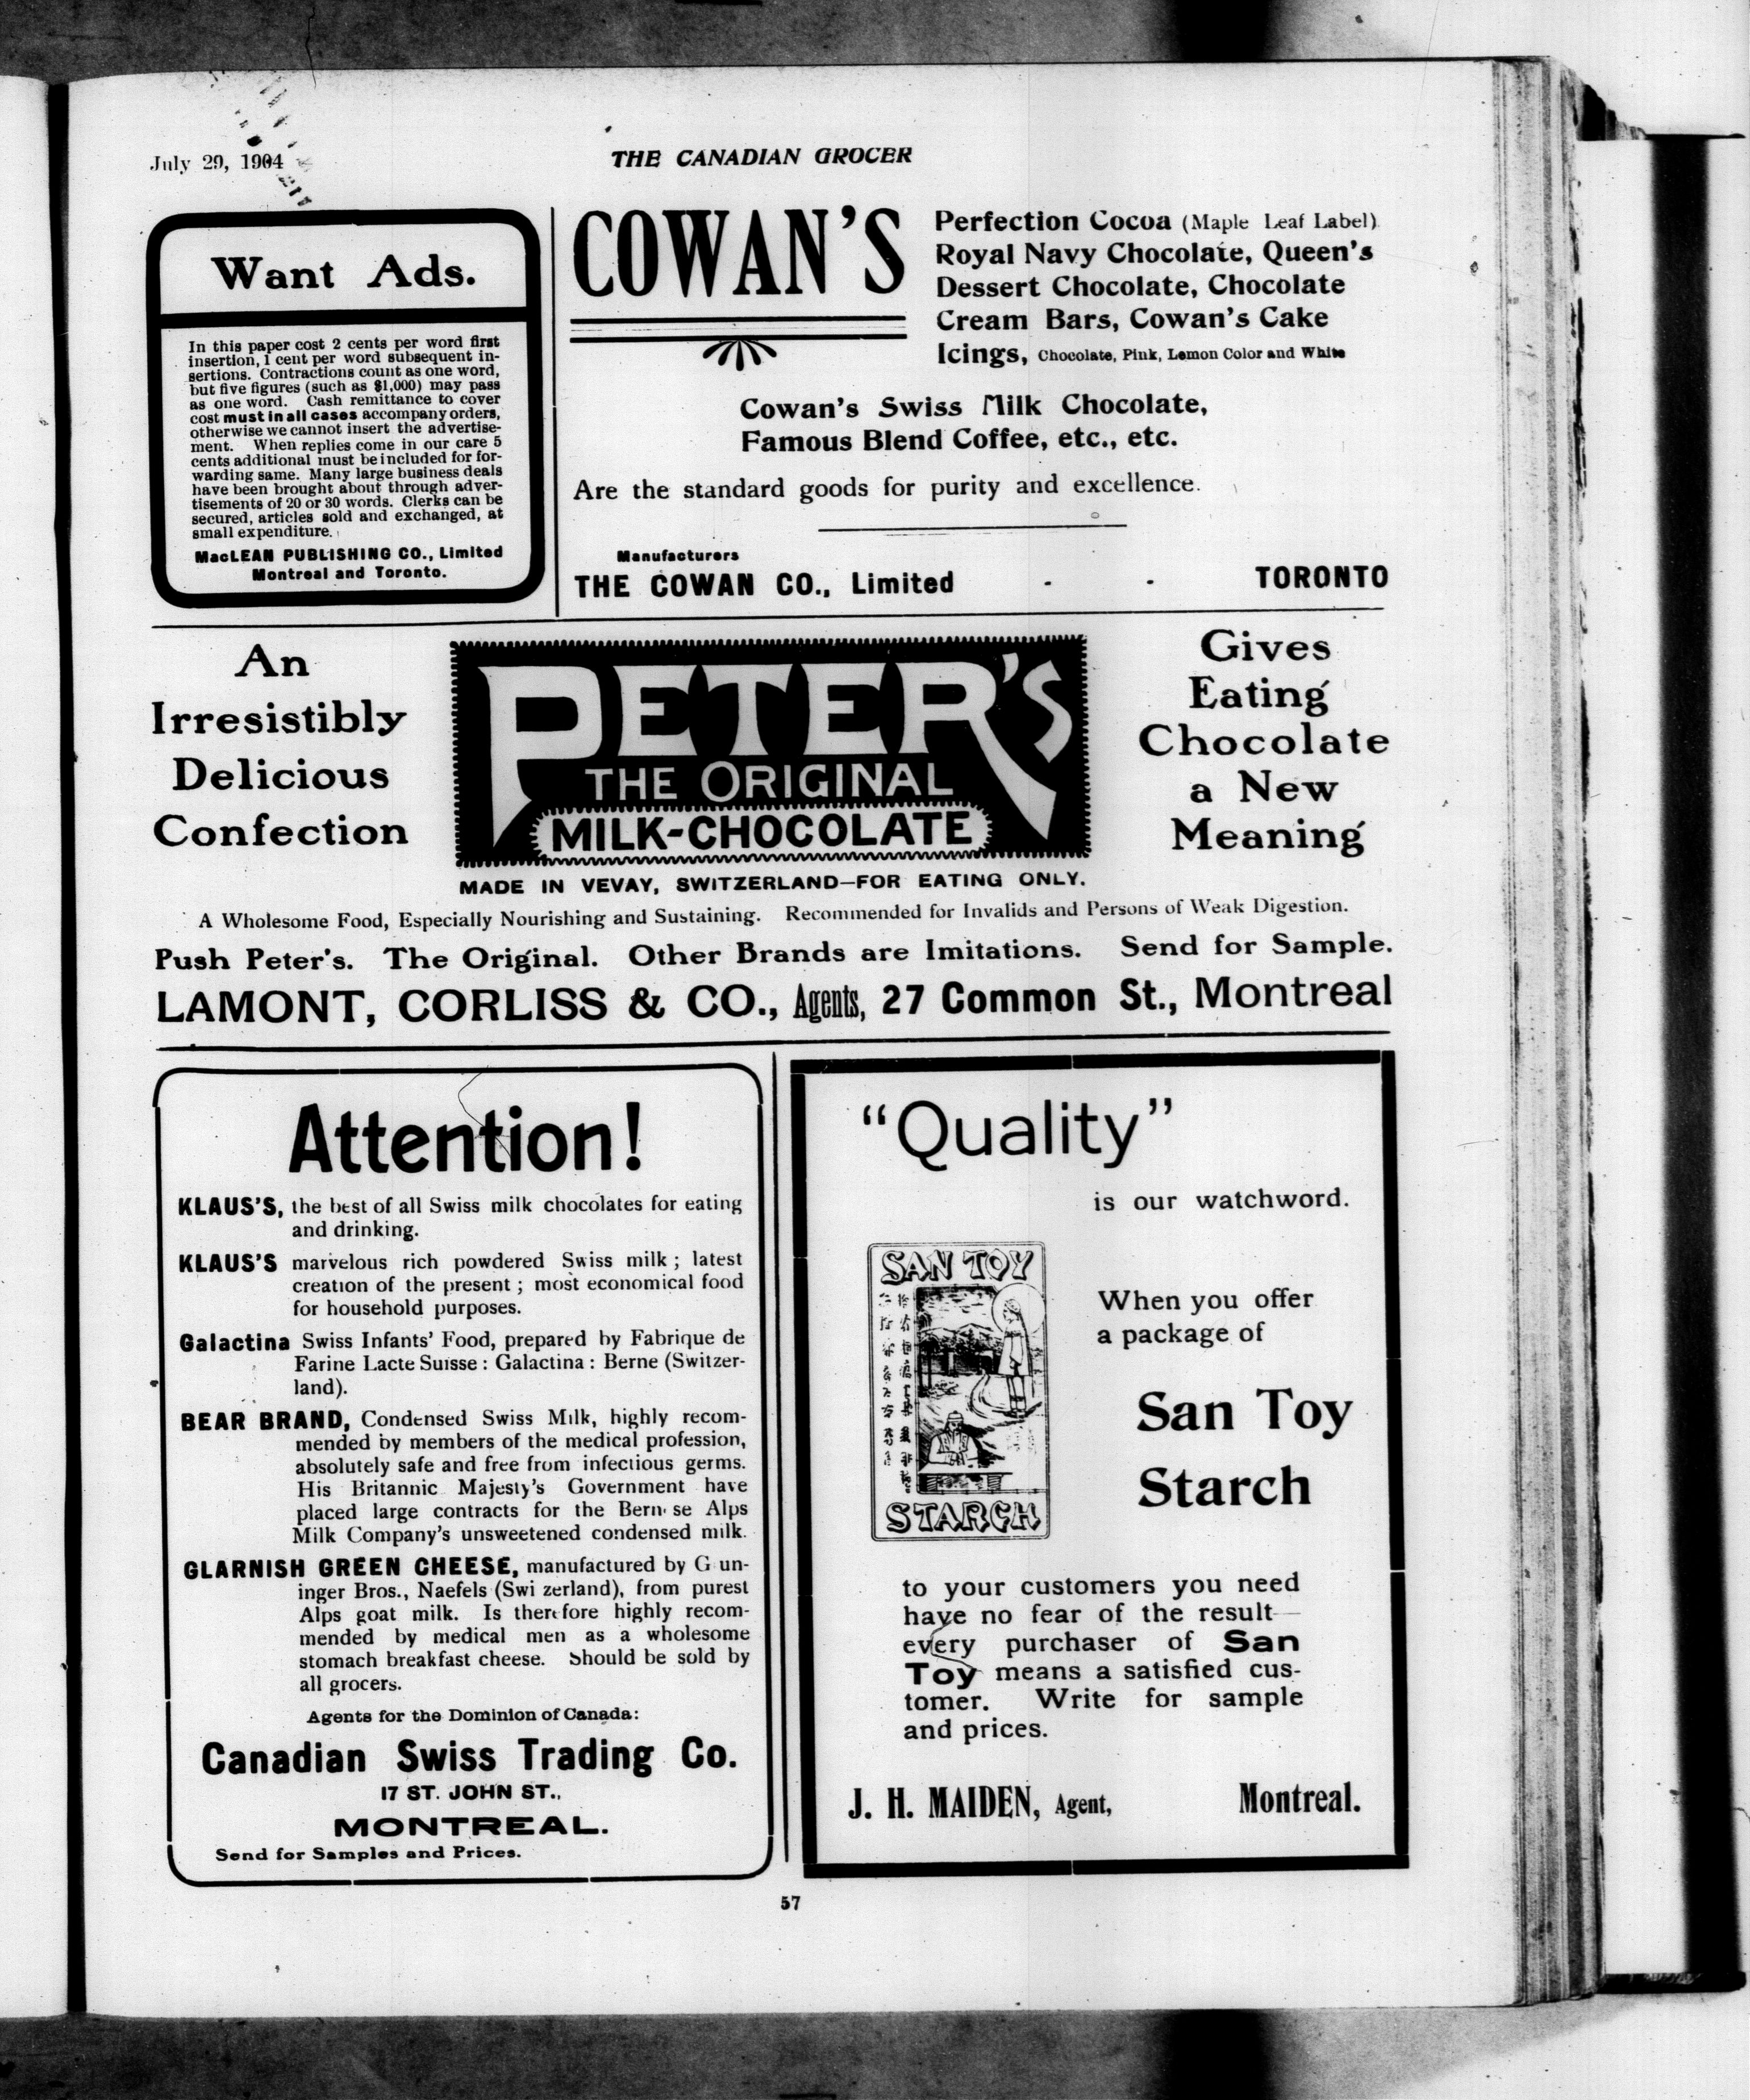 July 29, 1904
THE CANADIAN GROCER
Want Ads.
In this paper cost 2 cents per word first
insertion, 1 cent per word subsequent in-
sertions. Contractions count as one word,
but five figures (such as $1,000) may pass
as one word. Cash remittance to cover
cost must in all cases accompany orders,
otherwise we cannot insert the advertise-
ment. When replies come in our care 5
cents additional must be included for for-
warding same. Many large business deals
have been brought about through adver-
tisements of 20 or 30 words. Clerks can be
secured, articles sold and exchanged, at
small expenditure.
MacLEAN PUBLISHING CO., Limited
Montreal and Toronto.
COWAN'S
Perfection Cocoa (Maple Leaf Label)
Royal Navy Chocolate, Queen's
Dessert Chocolate, Chocolate
Cream Bars, Cowan's Cake
Icings, Chocolate, Pink, Lemon Color and White
Cowan's Swiss Milk Chocolate,
Famous Blend Coffee, etc., etc.
Are the standard goods for purity and excellence.
Manufacturers
THE COWAN CO., Limited - - TORONTO
An
Irresistibly
Delicious
Confection
PETER'S
THE ORIGINAL
MILK-CHOCOLATE
Gives
Eating
Chocolate
a New
Meaning
MADE IN VEVAY, SWITZERLAND—FOR EATING ONLY.
A Wholesome Food, Especially Nourishing and Sustaining. Recommended for Invalids and Persons of Weak Digestion.
Push Peter's. The Original. Other Brands are Imitations. Send for Sample.
LAMONT, CORLISS & CO., Agents, 27 Common St., Montreal
Attention!
KLAUS'S, the best of all Swiss milk chocolates for eating
and drinking.
KLAUS'S marvelous rich powdered Swiss milk; latest
creation of the present; most economical food
for household purposes.
Galactina Swiss Infants' Food, prepared by Fabrique de
Farine Lacte Suisse: Galactina: Berne (Switzer-
land).
BEAR BRAND, Condensed Swiss Milk, highly recom-
mended by members of the medical profession,
absolutely safe and free from infectious germs.
His Britannic Majesty's Government have
placed large contracts for the Bern se Alps
Milk Company's unsweetened condensed milk.
GLARNISH GREEN CHEESE, manufactured by G un-
inger Bros., Naefels (Swi zerland), from purest
Alps goat milk. Is therefore highly recom-
mended by medical men as a wholesome
stomach breakfast cheese. Should be sold by
all grocers.
Agents for the Dominion of Canada:
Canadian Swiss Trading Co.
17 ST. JOHN ST.,
MONTREAL.
Send for Samples and Prices.
"Quality"
is our watchword.
SAN TOY
STARCH
When you offer
a package of
San Toy
Starch
to your customers you need
have no fear of the result—
every purchaser of San
Toy means a satisfied cus-
tomer. Write for sample
and prices.
J. H. MAIDEN, Agent, Montreal.
57